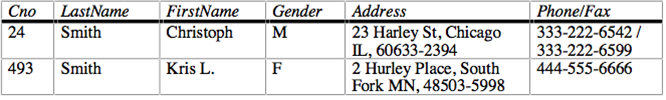 Cno LastName FirstName Gender Address Phone/Fax
24 Smith Christoph M 23 Harley St, Chicago 333-222-6542 /
IL, 60633-2394 333-222-6599
493 Smith Kris L. F 2 Hurley Place, South 444-555-6666
Fork MN, 48503-5998